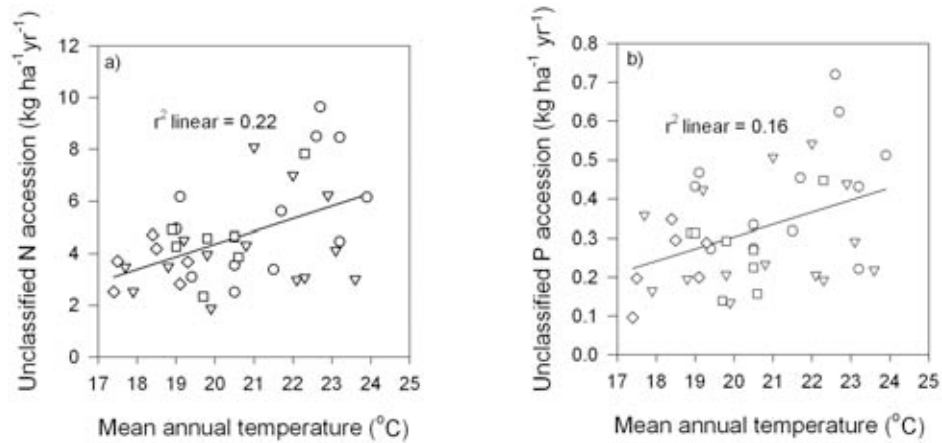 a)
r² linear = 0.22
Unclassified N accession (kg ha⁻¹yr⁻¹)
12
10
8
6
4
2
0
17 18 19 20 21 22 23 24 25
Mean annual temperature (°C)
b)
r² linear = 0.16
Unclassified P accession (kg ha⁻¹ yr⁻¹)
0.8
0.7
0.6
0.5
0.4
0.3
0.2
0.1
0.0
17 18 19 20 21 22 23 24 25
Mean annual temperature (°C)